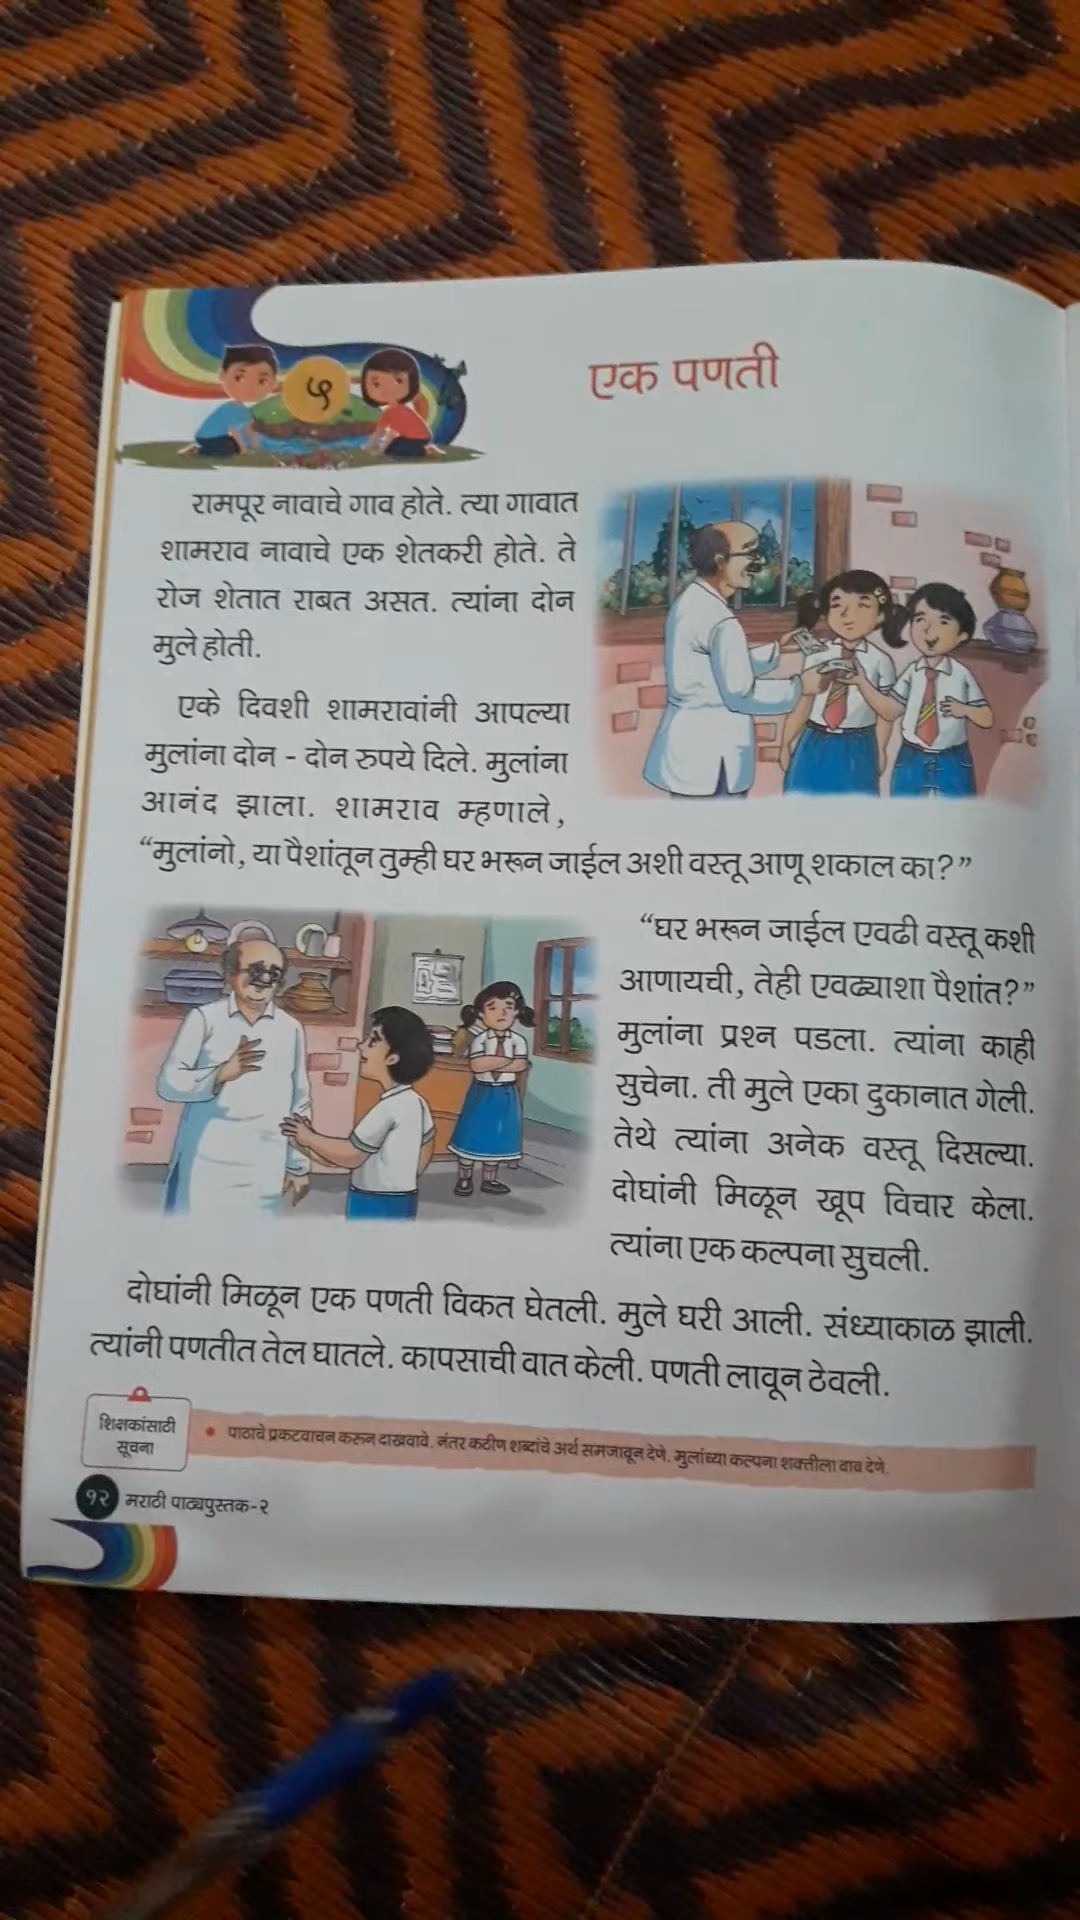 ५
एक पणती
रामपूर नावाचे गाव होते. त्या गावात
शामराव नावाचे एक शेतकरी होते. ते
रोज शेतात राबत असत. त्यांना दोन
मुले होती.
एके दिवशी शामरावांनी आपल्या
मुलांना दोन - दोन रुपये दिले. मुलांना
आनंद झाला. शामराव म्हणाले,
“मुलांनो, या पैशांतून तुम्ही घर भरून जाईल अशी वस्तू आणू शकाल का?”
“घर भरून जाईल एवढी वस्तू कशी
आणायची, तेही एवढ्याशा पैशांत?”
मुलांना प्रश्न पडला. त्यांना काही
सुचेना. ती मुले एका दुकानात गेली.
तेथे त्यांना अनेक वस्तू दिसल्या.
दोघांनी मिळून खूप विचार केला.
त्यांना एक कल्पना सुचली.
दोघांनी मिळून एक पणती विकत घेतली. मुले घरी आली. संध्याकाळ झाली.
त्यांनी पणतीत तेल घातले. कापसाची वात केली. पणती लावून ठेवली.
शिक्षकांसाठी
सूचना
• पाठाचे प्रकटवाचन करून दाखवावे. नंतर कठीण शब्दांचे अर्थ समजावून देणे. मुलांच्या कल्पना शक्तीला वाव देणे.
१२ मराठी पाठ्यपुस्तक-२